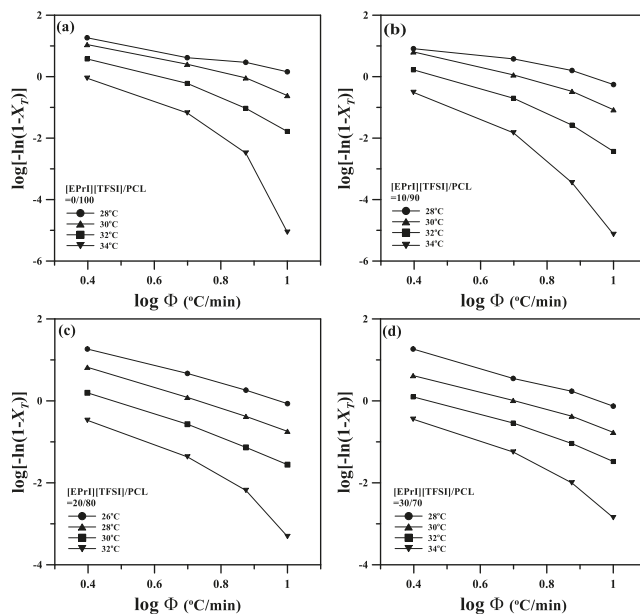 (a)
2
0
-2
-4
-6
log[-ln(1-X_T)]
[EPrI][TFSI]/PCL
=0/100
28°C
30°C
32°C
34°C
0.4 0.6 0.8 1
log Φ (°C/min)
(b)
2
0
-2
-4
-6
log[-ln(1-X_T)]
[EPrI][TFSI]/PCL
=10/90
28°C
30°C
32°C
34°C
0.4 0.6 0.8 1
log Φ (°C/min)
(c)
2
0
-2
-4
log[-ln(1-X_T)]
[EPrI][TFSI]/PCL
=20/80
26°C
28°C
30°C
32°C
0.4 0.6 0.8 1
log Φ (°C/min)
(d)
2
0
-2
-4
log[-ln(1-X_T)]
[EPrI][TFSI]/PCL
=30/70
28°C
30°C
32°C
34°C
0.4 0.6 0.8 1
log Φ (°C/min)